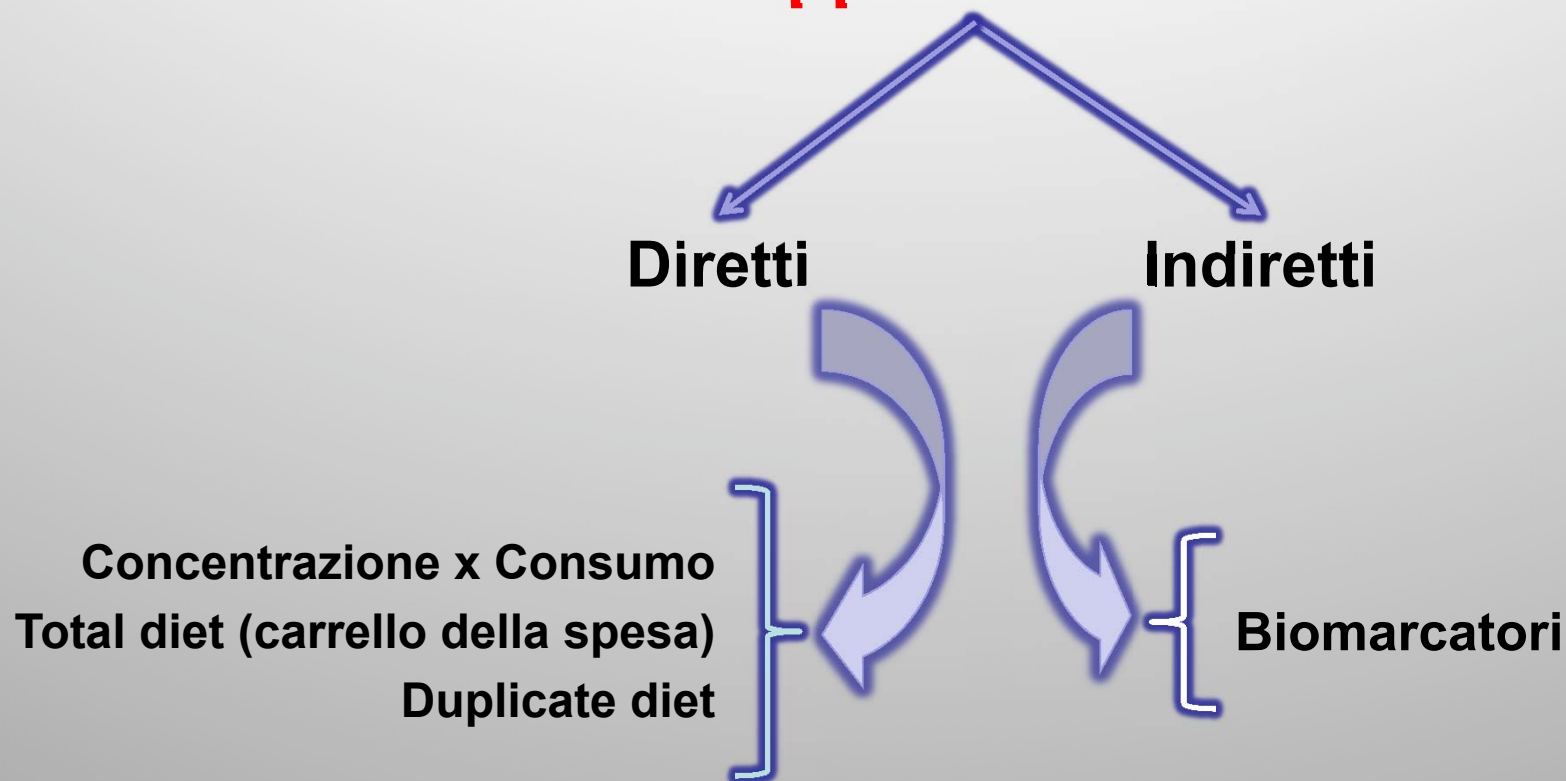 Diretti
Indiretti
Concentrazione x Consumo
Total diet (carrello della spesa)
Duplicate diet
Biomarcatori